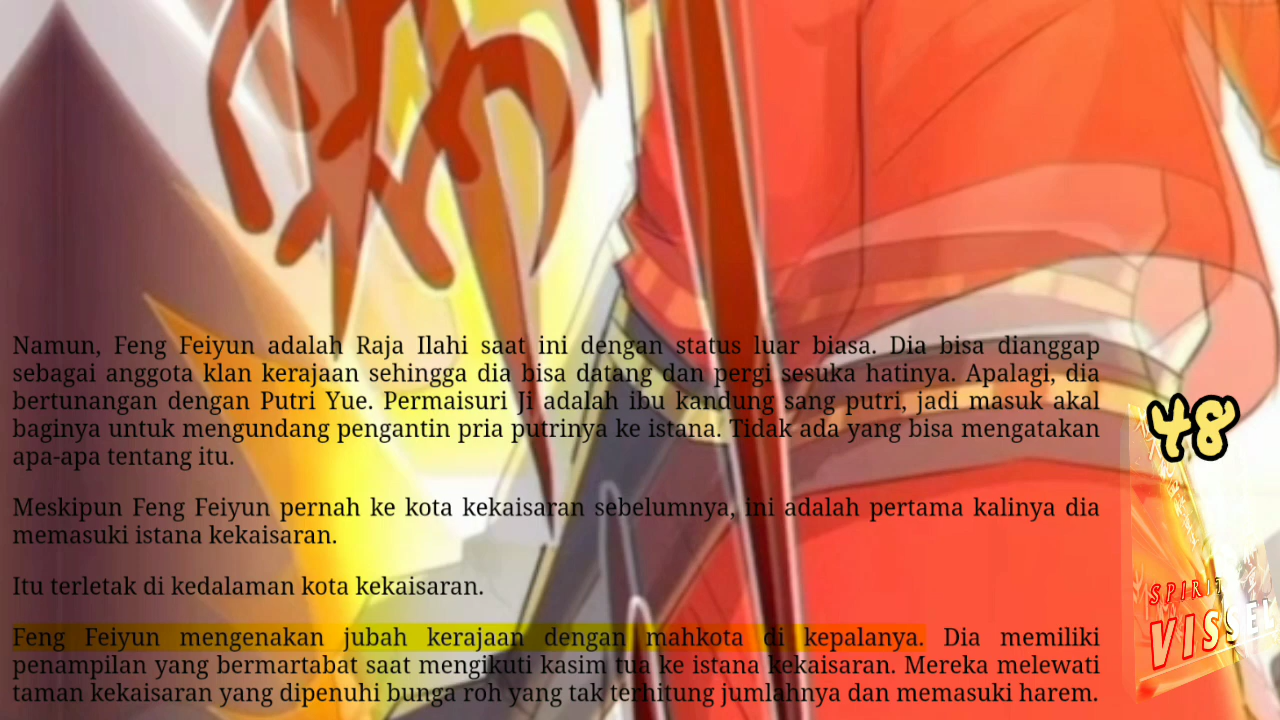 Namun, Feng Feiyun adalah Raja Ilahi saat ini dengan status luar biasa. Dia bisa dianggap
sebagai anggota klan kerajaan sehingga dia bisa datang dan pergi sesuka hatinya. Apalagi, dia
bertunangan dengan Putri Yue. Permaisuri Ji adalah ibu kandung sang putri, jadi masuk akal
baginya untuk mengundang pengantin pria putrinya ke istana. Tidak ada yang bisa mengatakan
apa-apa tentang itu.
Meskipun Feng Feiyun pernah ke kota kekaisaran sebelumnya, ini adalah pertama kalinya dia
memasuki istana kekaisaran.
Itu terletak di kedalaman kota kekaisaran.
Feng Feiyun mengenakan jubah kerajaan dengan mahkota di kepalanya. Dia memiliki
penampilan yang bermartabat saat mengikuti kasim tua ke istana kekaisaran. Mereka melewati
taman kekaisaran yang dipenuhi bunga roh yang tak terhitung jumlahnya dan memasuki harem.
48
SPIRIT
VISSEL